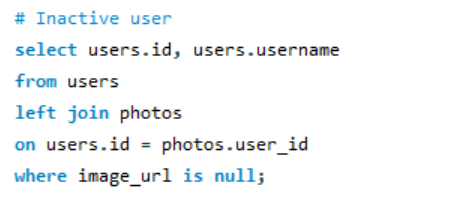 # Inactive user
select users.id, users.username
from users
left join photos
on users.id = photos.user_id
where image_url is null;